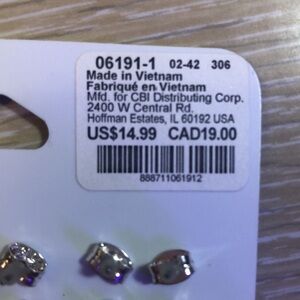 06191-1 02-42 306
Made in Vietnam
Fabriqué en Vietnam
Mfd. for CBI Distributing Corp.
2400 W Central Rd.
Hoffman Estates, IL 60192 USA
US$14.99 CAD19.00
888711061912